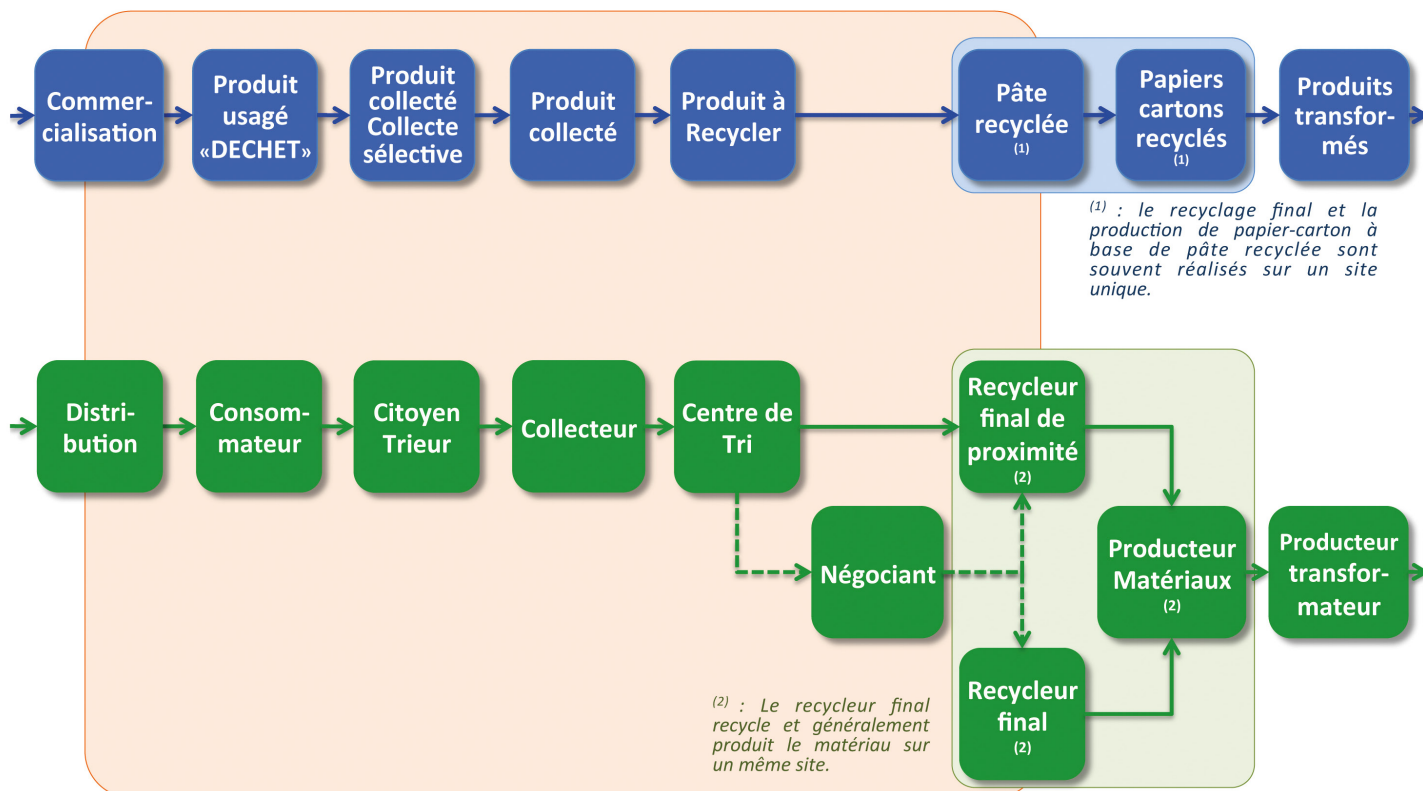 Commer-
cialisation
Produit
usagé
«DECHET»
Produit
collecté
Collecte
sélective
Produit
collecté
Produit à
Recycler
Pâte
recyclée
(1)
Papiers
cartons
recyclés
(1)
Produits
transfor-
més
(1) : le recyclage final et la
production de papier-carton à
base de pâte recyclée sont
souvent réalisés sur un site
unique.
Distri-
bution
Consom-
mateur
Citoyen
Trieur
Collecteur
Centre de
Tri
Recycleur
final de
proximité
(2)
Négociant
Producteur
Matériaux
(2)
Producteur
transfor-
mateur
Recycleur
final
(2)
(2) : Le recycleur final
recycle et généralement
produit le matériau sur
un même site.